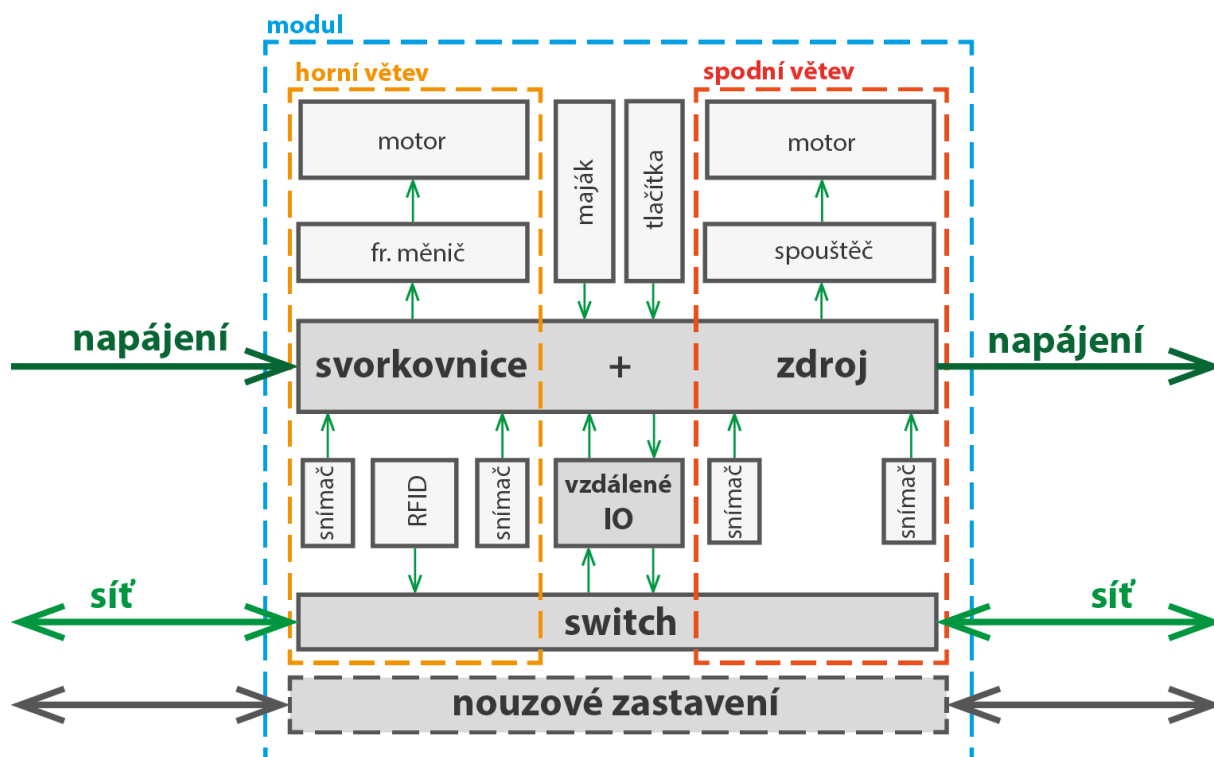 modul
horní větev
spodní větev
motor
maják
tlačítka
motor
fr. měnič
spouštěč
napájení
svorkovnice + zdroj
napájení
snímač
RFID
snímač
vzdálené
IO
snímač
snímač
síť
switch
síť
nouzové zastavení